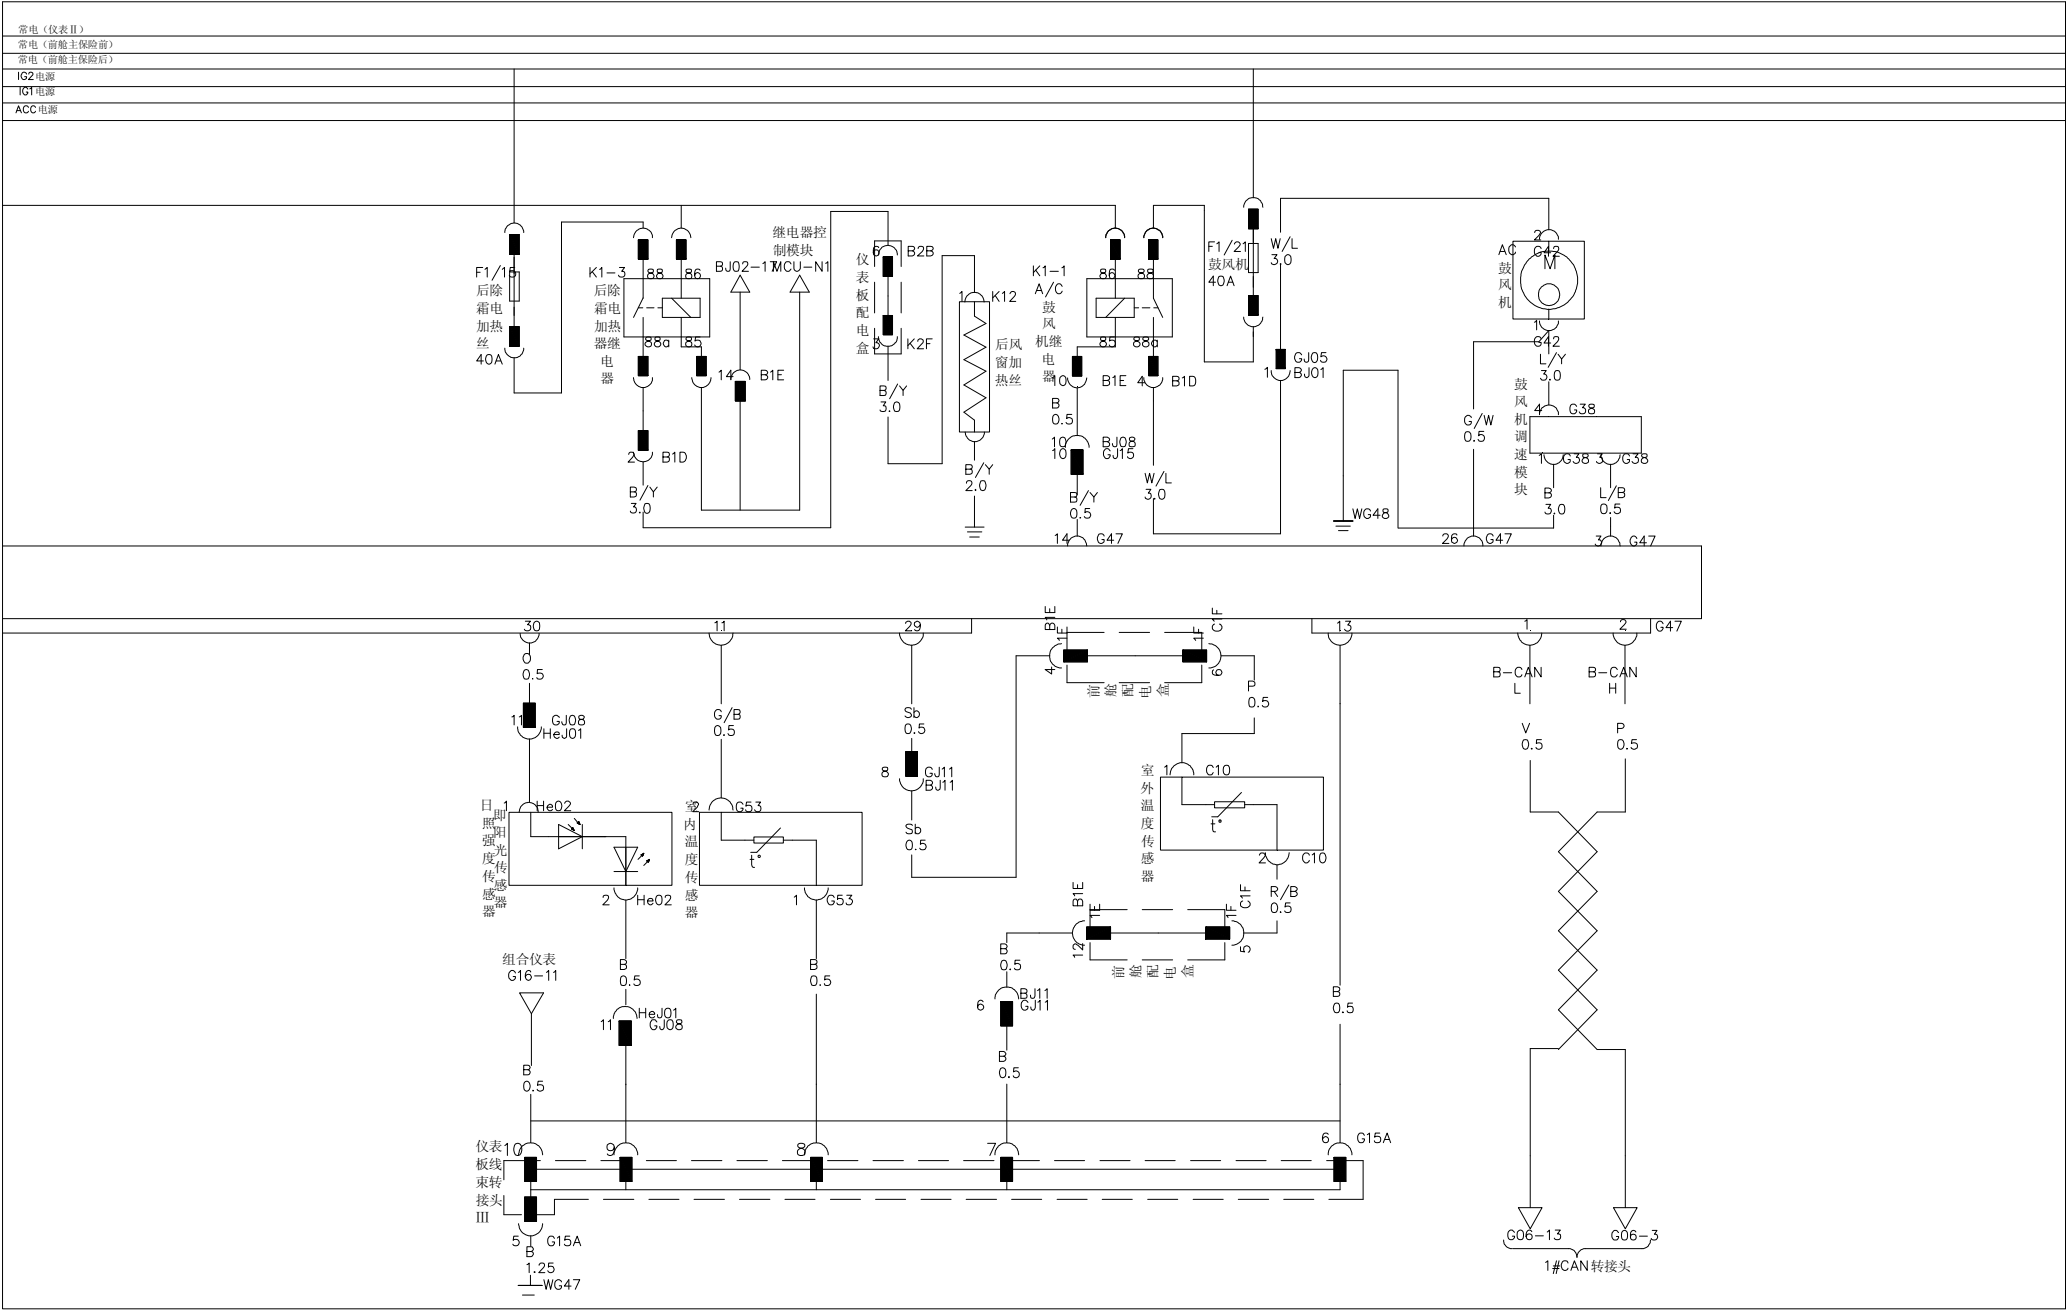 常电（仪表Ⅱ）
常电（前舱主保险前）
常电（前舱主保险后）
IG2电源
IG1电源
ACC电源
F1/15
后除
霜电
加热
丝
40A
K1-3
后除
霜电
加热
器继
电
器
88
86
88a
85
2
B1D
B/Y
3.0
BJ02-17
继电器控
制模块
MCU-N1
14
B1E
仪
表
板
配
电
盒
6
B2B
3
K2F
B/Y
3.0
1
K12
后风
窗加
热丝
B/Y
2.0
K1-1
A/C
鼓
风
机继
电
器
86
88
85
88a
10
B1E
4
B1D
B
0.5
10
BJ08
10
GJ15
B/Y
0.5
14
G47
W/L
3.0
F1/21
鼓风机
40A
W/L
3.0
GJ05
1
BJ01
WG48
2
G42
AC
鼓
风
机
M
1
G42
L/Y
3.0
G/W
0.5
鼓
风
机
调
速
模
块
4
G38
1
G38
3
G38
B
3.0
L/B
0.5
26
G47
3
G47
30
11
29
13
1
2
G47
O
0.5
11
GJ08
HeJ01
1
He02
日
照
强
度
传
感
器
即
阳
光
传
感
器
2
He02
B
0.5
HeJ01
11
GJ08
G/B
0.5
2
G53
室
内
温
度
传
感
器
t°
1
G53
B
0.5
Sb
0.5
8
GJ11
BJ11
Sb
0.5
B1E
1E
4
1F
C1F
6
前舱配电盒
P
0.5
1
C10
室
外
温
度
传
感
器
t°
2
C10
R/B
0.5
B1E
1E
12
1F
C1F
5
前舱配电盒
B
0.5
BJ11
6
GJ11
B
0.5
B
0.5
B-CAN
L
B-CAN
H
V
0.5
P
0.5
组合仪表
G16-11
B
0.5
10
9
8
7
6
G15A
仪表
板线
束转
接头
Ⅲ
5
G15A
B
1.25
WG47
G06-13
G06-3
1#CAN转接头